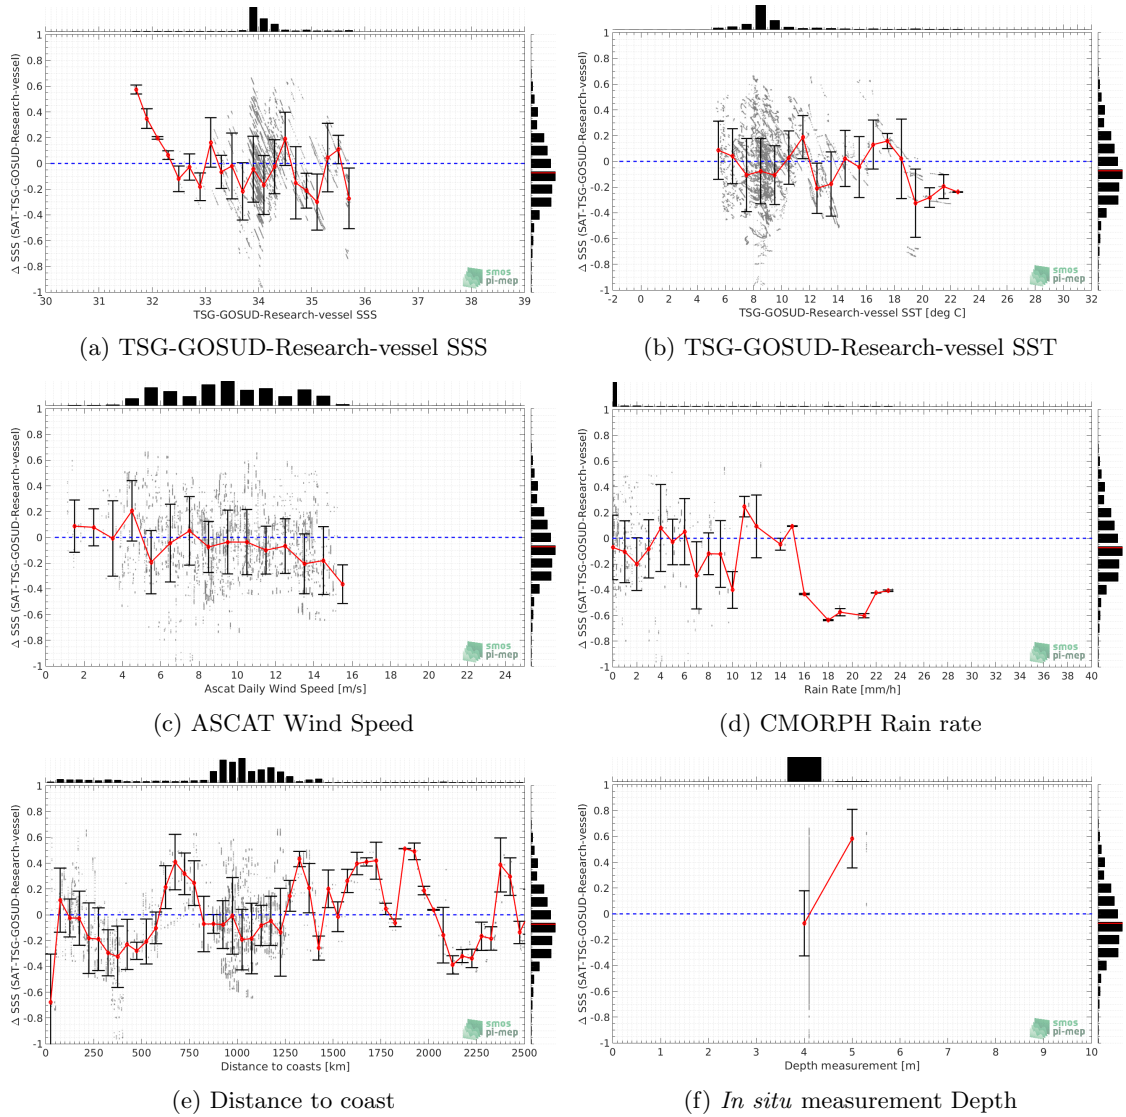 1
0.8
0.6
0.4
0.2
0
-0.2
-0.4
-0.6
-0.8
-1
Δ SSS (SAT-TSG-GOSUD-Research-vessel)
30 31 32 33 34 35 36 37 38 39
TSG-GOSUD-Research-vessel SSS
smos
pi-mep
(a) TSG-GOSUD-Research-vessel SSS
1
0.8
0.6
0.4
0.2
0
-0.2
-0.4
-0.6
-0.8
-1
Δ SSS (SAT-TSG-GOSUD-Research-vessel)
-2 0 2 4 6 8 10 12 14 16 18 20 22 24 26 28 30 32
TSG-GOSUD-Research-vessel SST [deg C]
smos
pi-mep
(b) TSG-GOSUD-Research-vessel SST
1
0.8
0.6
0.4
0.2
0
-0.2
-0.4
-0.6
-0.8
-1
Δ SSS (SAT-TSG-GOSUD-Research-vessel)
0 2 4 6 8 10 12 14 16 18 20 22 24
Ascat Daily Wind Speed [m/s]
smos
pi-mep
(c) ASCAT Wind Speed
1
0.8
0.6
0.4
0.2
0
-0.2
-0.4
-0.6
-0.8
-1
Δ SSS (SAT-TSG-GOSUD-Research-vessel)
0 2 4 6 8 10 12 14 16 18 20 22 24 26 28 30 32 34 36 38 40
Rain Rate [mm/h]
smos
pi-mep
(d) CMORPH Rain rate
1
0.8
0.6
0.4
0.2
0
-0.2
-0.4
-0.6
-0.8
-1
Δ SSS (SAT-TSG-GOSUD-Research-vessel)
0 250 500 750 1000 1250 1500 1750 2000 2250 2500
Distance to coasts [km]
smos
pi-mep
(e) Distance to coast
1
0.8
0.6
0.4
0.2
0
-0.2
-0.4
-0.6
-0.8
-1
Δ SSS (SAT-TSG-GOSUD-Research-vessel)
0 1 2 3 4 5 6 7 8 9 10
Depth measurement [m]
smos
pi-mep
(f) In situ measurement Depth